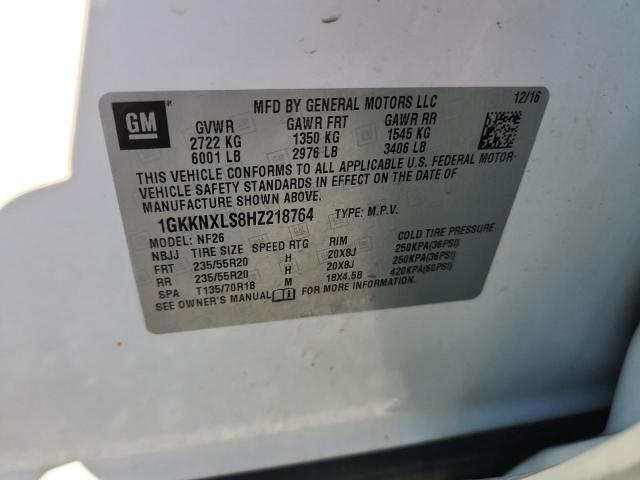 GM
MFD BY GENERAL MOTORS LLC 12/16
GVWR GAWR FRT GAWR RR
2722 KG 1350 KG 1545 KG
6001 LB 2976 LB 3406 LB
THIS VEHICLE CONFORMS TO ALL APPLICABLE U.S. FEDERAL MOTOR
VEHICLE SAFETY STANDARDS IN EFFECT ON THE DATE OF
MANUFACTURE SHOWN ABOVE.
1GKKNXLS8HZ218764 TYPE: M.P.V.
MODEL: NF26
NBJJ TIRE SIZE SPEED RTG RIM COLD TIRE PRESSURE
FRT 235/55R20 H 20X8J 250KPA(36PSI)
RR 235/55R20 H 20X8J 250KPA(36PSI)
SPA T135/70R18 M 18X4.5B 420KPA(60PSI)
SEE OWNER'S MANUAL FOR MORE INFORMATION.